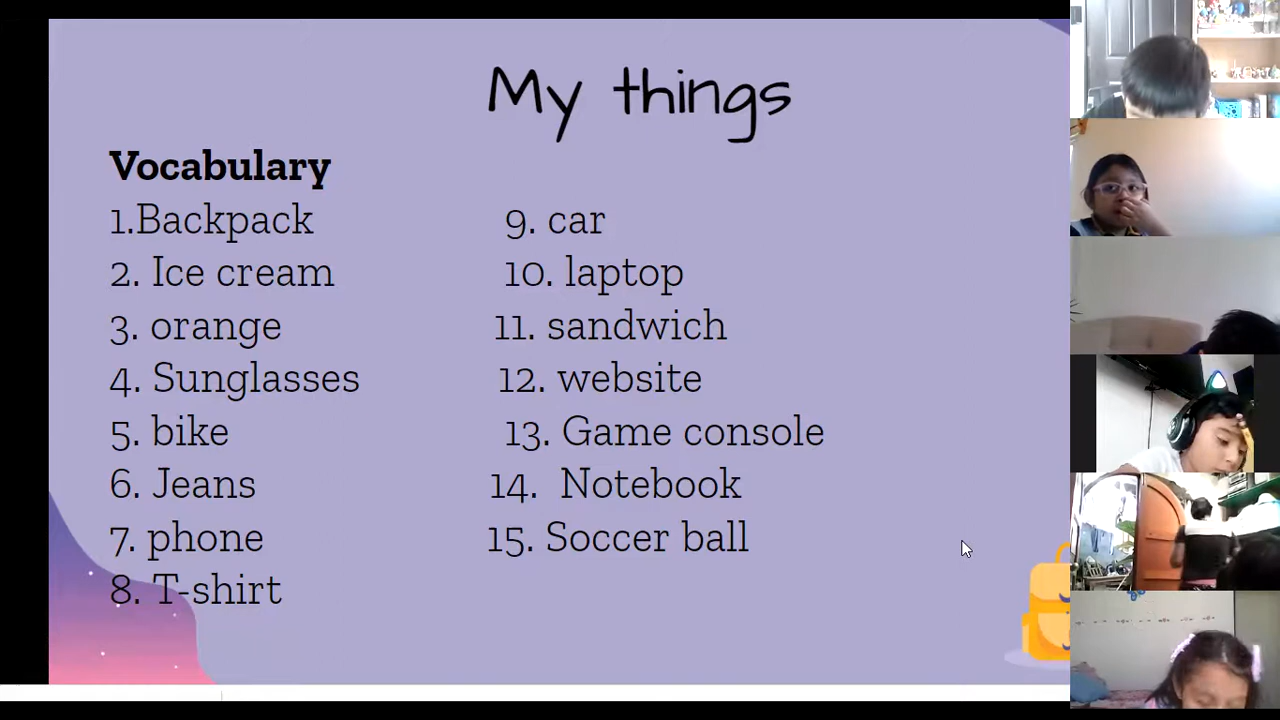 My things
Vocabulary
1.Backpack
2. Ice cream
3. orange
4. Sunglasses
5. bike
6. Jeans
7. phone
8. T-shirt
9. car
10. laptop
11. sandwich
12. website
13. Game console
14. Notebook
15. Soccer ball